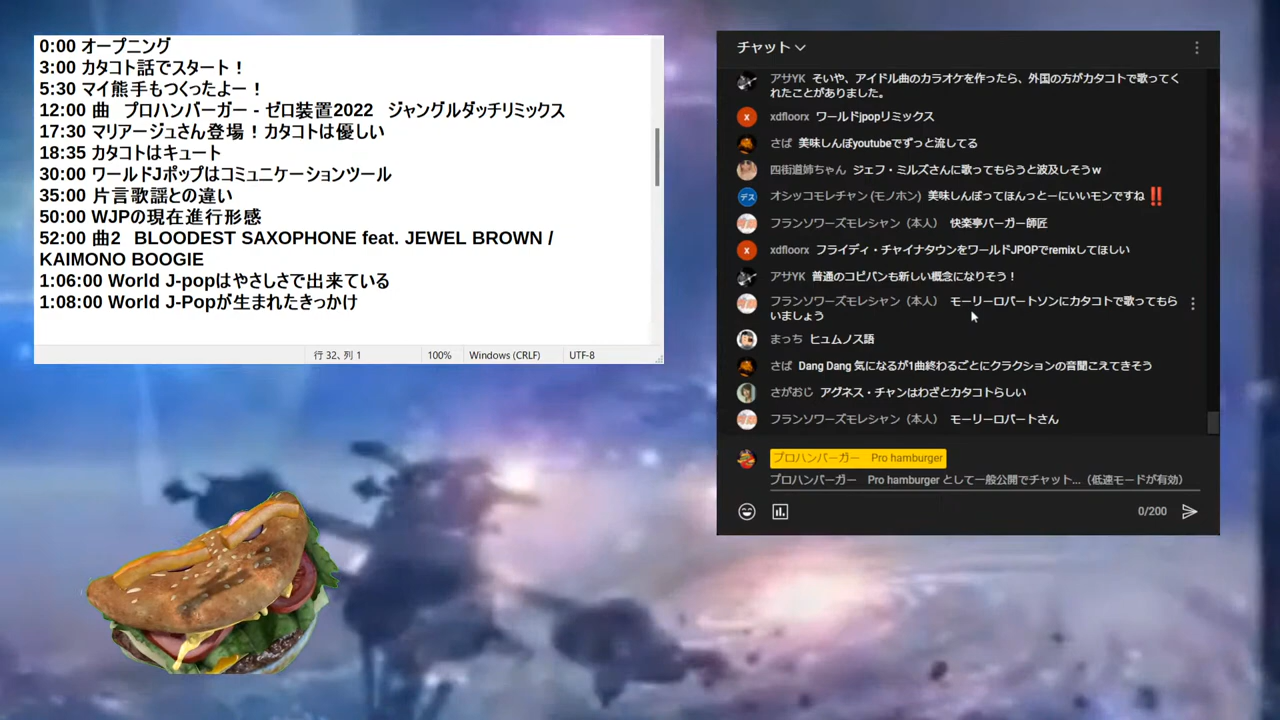 0:00 オープニング
3:00 カタコト話でスタート！
5:30 マイ熊手もつくったよー！
12:00 曲　プロハンバーガー - ゼロ装置2022　ジャングルダッチリミックス
17:30 マリアージュさん登場！カタコトは優しい
18:35 カタコトはキュート
30:00 ワールドJポップはコミュニケーションツール
35:00 片言歌謡との違い
50:00 WJPの現在進行形感
52:00 曲2　BLOODEST SAXOPHONE feat. JEWEL BROWN /
KAIMONO BOOGIE
1:06:00 World J-popはやさしさで出来ている
1:08:00 World J-Popが生まれたきっかけ
行 32、列 1 100% Windows (CRLF) UTF-8
チャット
アサYK そいや、アイドル曲のカラオケを作ったら、外国の方がカタコトで歌ってく
れたことがありました。
xdfloorx ワールドjpopリミックス
さば 美味しんぼyoutubeでずっと流してる
四街道姉ちゃん ジェフ・ミルズさんに歌ってもらうと波及しそうｗ
デス オシッコモレチャン (モノホン) 美味しんぼってほんっとーにいいモンですね‼
フランソワーズモレシャン（本人） 快楽亭バーガー師匠
xdfloorx フライディ・チャイナタウンをワールドJPOPでremixしてほしい
アサYK 普通のコピバンも新しい概念になりそう！
フランソワーズモレシャン（本人） モーリーロバートソンにカタコトで歌ってもら
いましょう
まっち ヒュムノス語
さば Dang Dang 気になるが1曲終わるごとにクラクションの音聞こえてきそう
さがおじ アグネス・チャンはわざとカタコトらしい
フランソワーズモレシャン（本人） モーリーロバートさん
プロハンバーガー　Pro hamburger
プロハンバーガー　Pro hamburger として一般公開でチャット...（低速モードが有効）
0/200